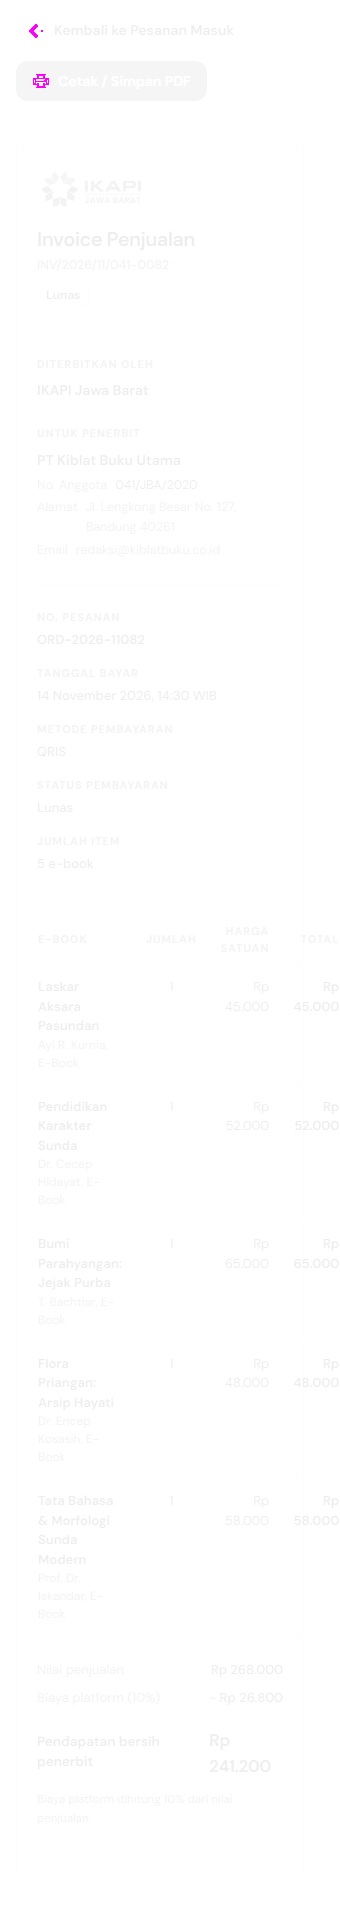 Kembali ke Pesanan Masuk
Cetak / Simpan PDF
IKAPI
JAWA BARAT
Invoice Penjualan
INV/2026/11/041-0082
Lunas
DITERBITKAN OLEH
IKAPI Jawa Barat
UNTUK PENERBIT
PT Kiblat Buku Utama
No. Anggota 041/JBA/2020
Alamat Jl. Lengkong Besar No. 127,
Bandung 40261
Email redaksi@kiblatbuku.co.id
NO. PESANAN
ORD-2026-11082
TANGGAL BAYAR
14 November 2026, 14:30 WIB
METODE PEMBAYARAN
QRIS
STATUS PEMBAYARAN
Lunas
JUMLAH ITEM
5 e-book
E-BOOK JUMLAH HARGA SATUAN TOTAL
Laskar 1 Rp Rp
Aksara 45.000 45.000
Pasundan
Ayi R. Kurnia,
E-Book
Pendidikan 1 Rp Rp
Karakter 52.000 52.000
Sunda
Dr. Cecep
Hidayat, E-
Book
Bumi 1 Rp Rp
Parahyangan: 65.000 65.000
Jejak Purba
T. Bachtiar, E-
Book
Flora 1 Rp Rp
Priangan: 48.000 48.000
Arsip Hayati
Dr. Encep
Kosasih, E-
Book
Tata Bahasa 1 Rp Rp
& Morfologi 58.000 58.000
Sunda
Modern
Prof. Dr.
Iskandar, E-
Book
Nilai penjualan Rp 268.000
Biaya platform (10%) - Rp 26.800
Pendapatan bersih Rp
penerbit 241.200
Biaya platform dihitung 10% dari nilai
penjualan.